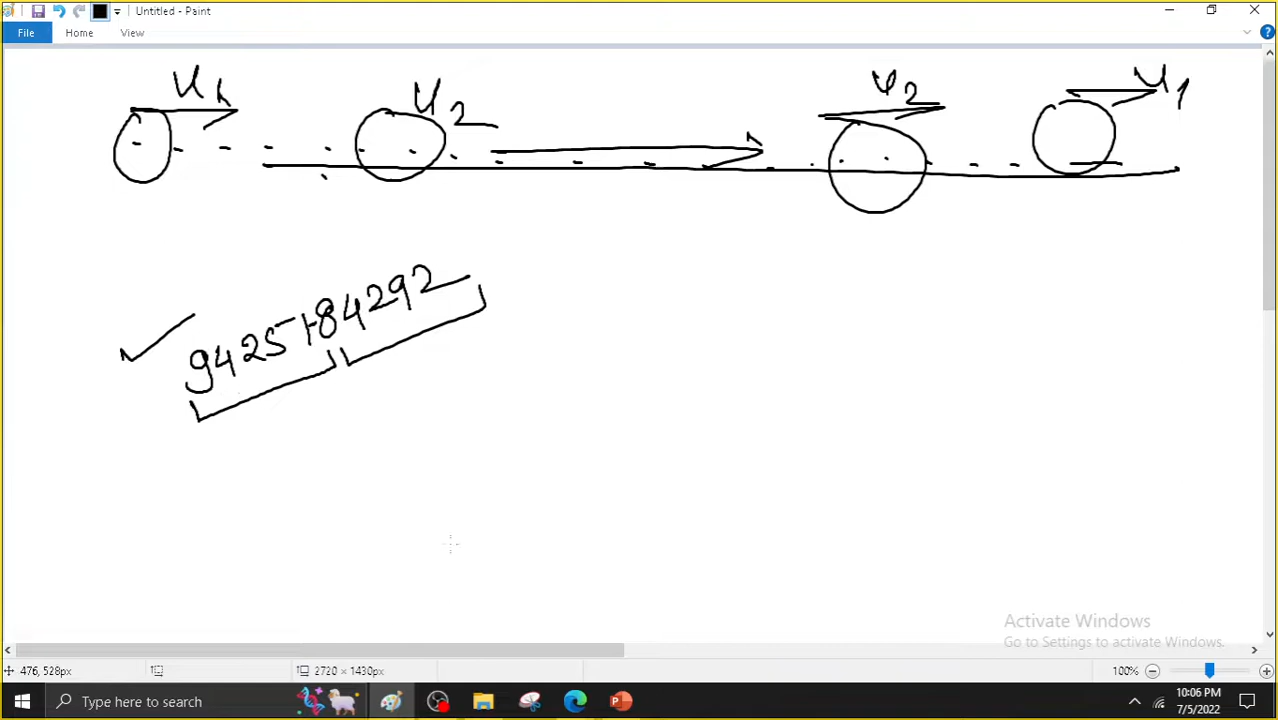 Untitled - Paint
File Home View
u1 u2 u2 u1
9425184292
Activate Windows
Go to Settings to activate Windows.
476, 528px 2720 × 1430px 100%
Type here to search
10:06 PM
7/5/2022